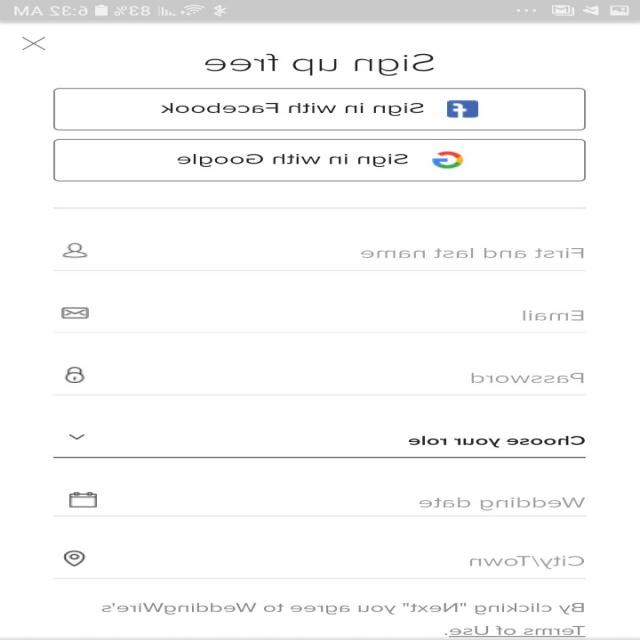 83% 6:32 AM
Sign up free
Sign in with Facebook
Sign in with Google
First and last name
Email
Password
Choose your role
Wedding date
City/Town
By clicking "Next" you agree to WeddingWire's
Terms of Use.